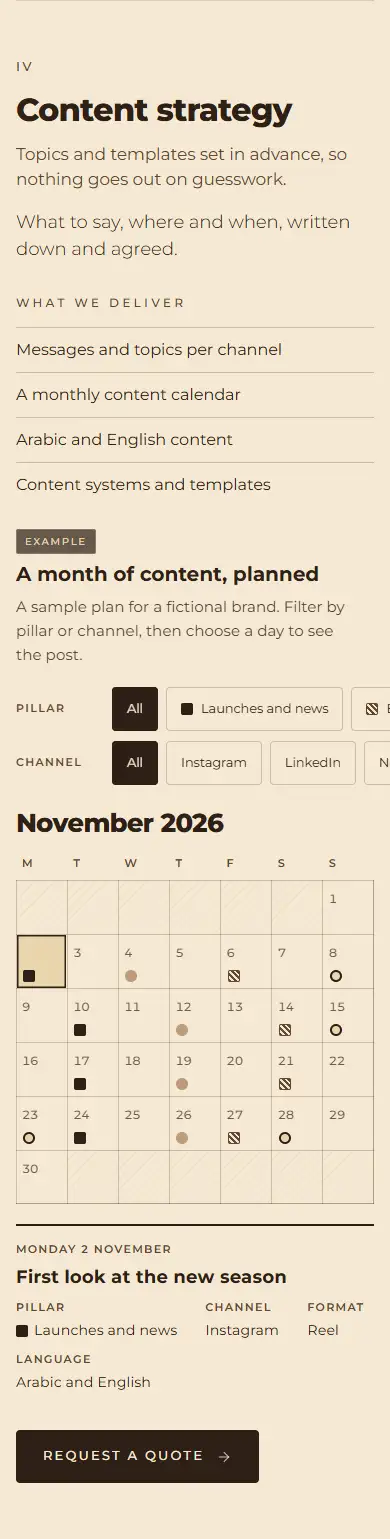 IV
Content strategy
Topics and templates set in advance, so
nothing goes out on guesswork.
What to say, where and when, written
down and agreed.
WHAT WE DELIVER
Messages and topics per channel
A monthly content calendar
Arabic and English content
Content systems and templates
EXAMPLE
A month of content, planned
A sample plan for a fictional brand. Filter by
pillar or channel, then choose a day to see
the post.
PILLAR All Launches and news
CHANNEL All Instagram LinkedIn
November 2026
M T W T F S S
1
3 4 5 6 7 8
9 10 11 12 13 14 15
16 17 18 19 20 21 22
23 24 25 26 27 28 29
30
MONDAY 2 NOVEMBER
First look at the new season
PILLAR CHANNEL FORMAT
Launches and news Instagram Reel
LANGUAGE
Arabic and English
REQUEST A QUOTE →